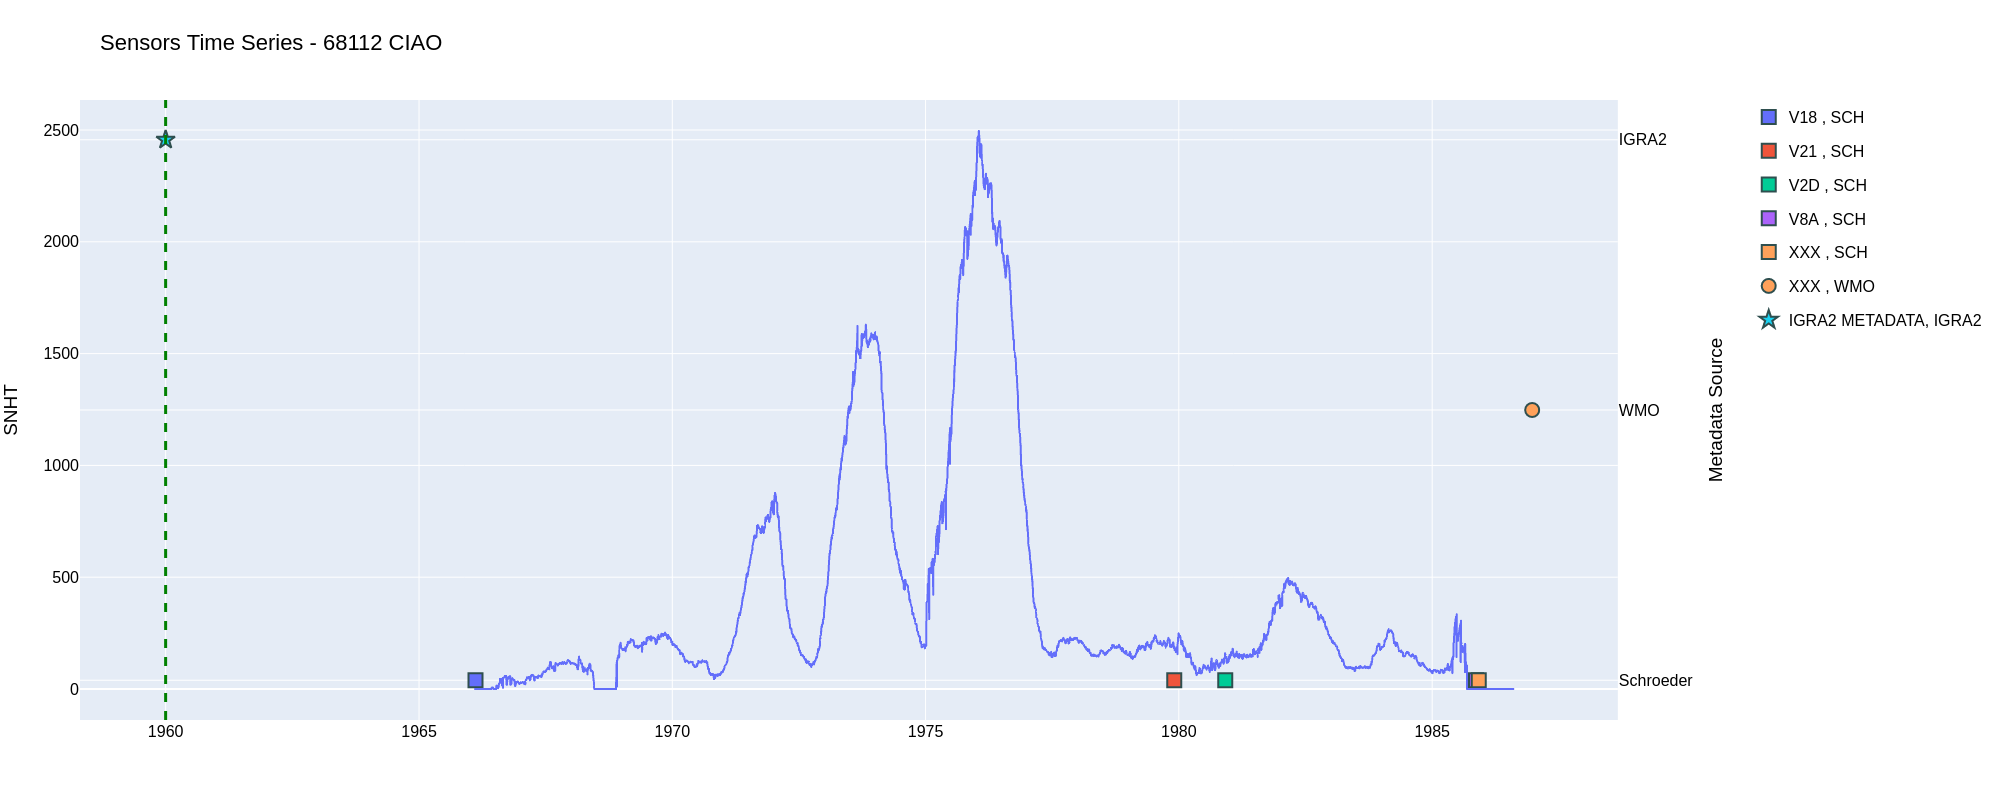 Sensors Time Series - 68112 CIAO
SNHT
2500
2000
1500
1000
500
0
1960
1965
1970
1975
1980
1985
IGRA2
WMO
Schroeder
Metadata Source
V18 , SCH
V21 , SCH
V2D , SCH
V8A , SCH
XXX , SCH
XXX , WMO
IGRA2 METADATA, IGRA2